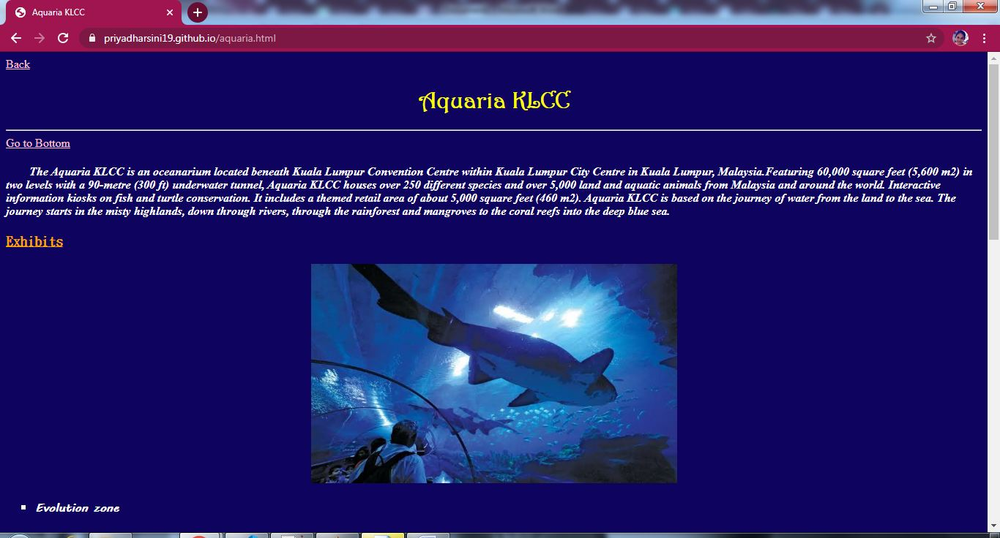 Aquaria KLCC
priyadharsini19.github.io/aquaria.html
Back
Aquaria KLCC
Go to Bottom
The Aquaria KLCC is an oceanarium located beneath Kuala Lumpur Convention Centre within Kuala Lumpur City Centre in Kuala Lumpur, Malaysia.Featuring 60,000 square feet (5,600 m2) in
two levels with a 90-metre (300 ft) underwater tunnel, Aquaria KLCC houses over 250 different species and over 5,000 land and aquatic animals from Malaysia and around the world. Interactive
information kiosks on fish and turtle conservation. It includes a themed retail area of about 5,000 square feet (460 m2). Aquaria KLCC is based on the journey of water from the land to the sea. The
journey starts in the misty highlands, down through rivers, through the rainforest and mangroves to the coral reefs into the deep blue sea.
Exhibits
Evolution zone